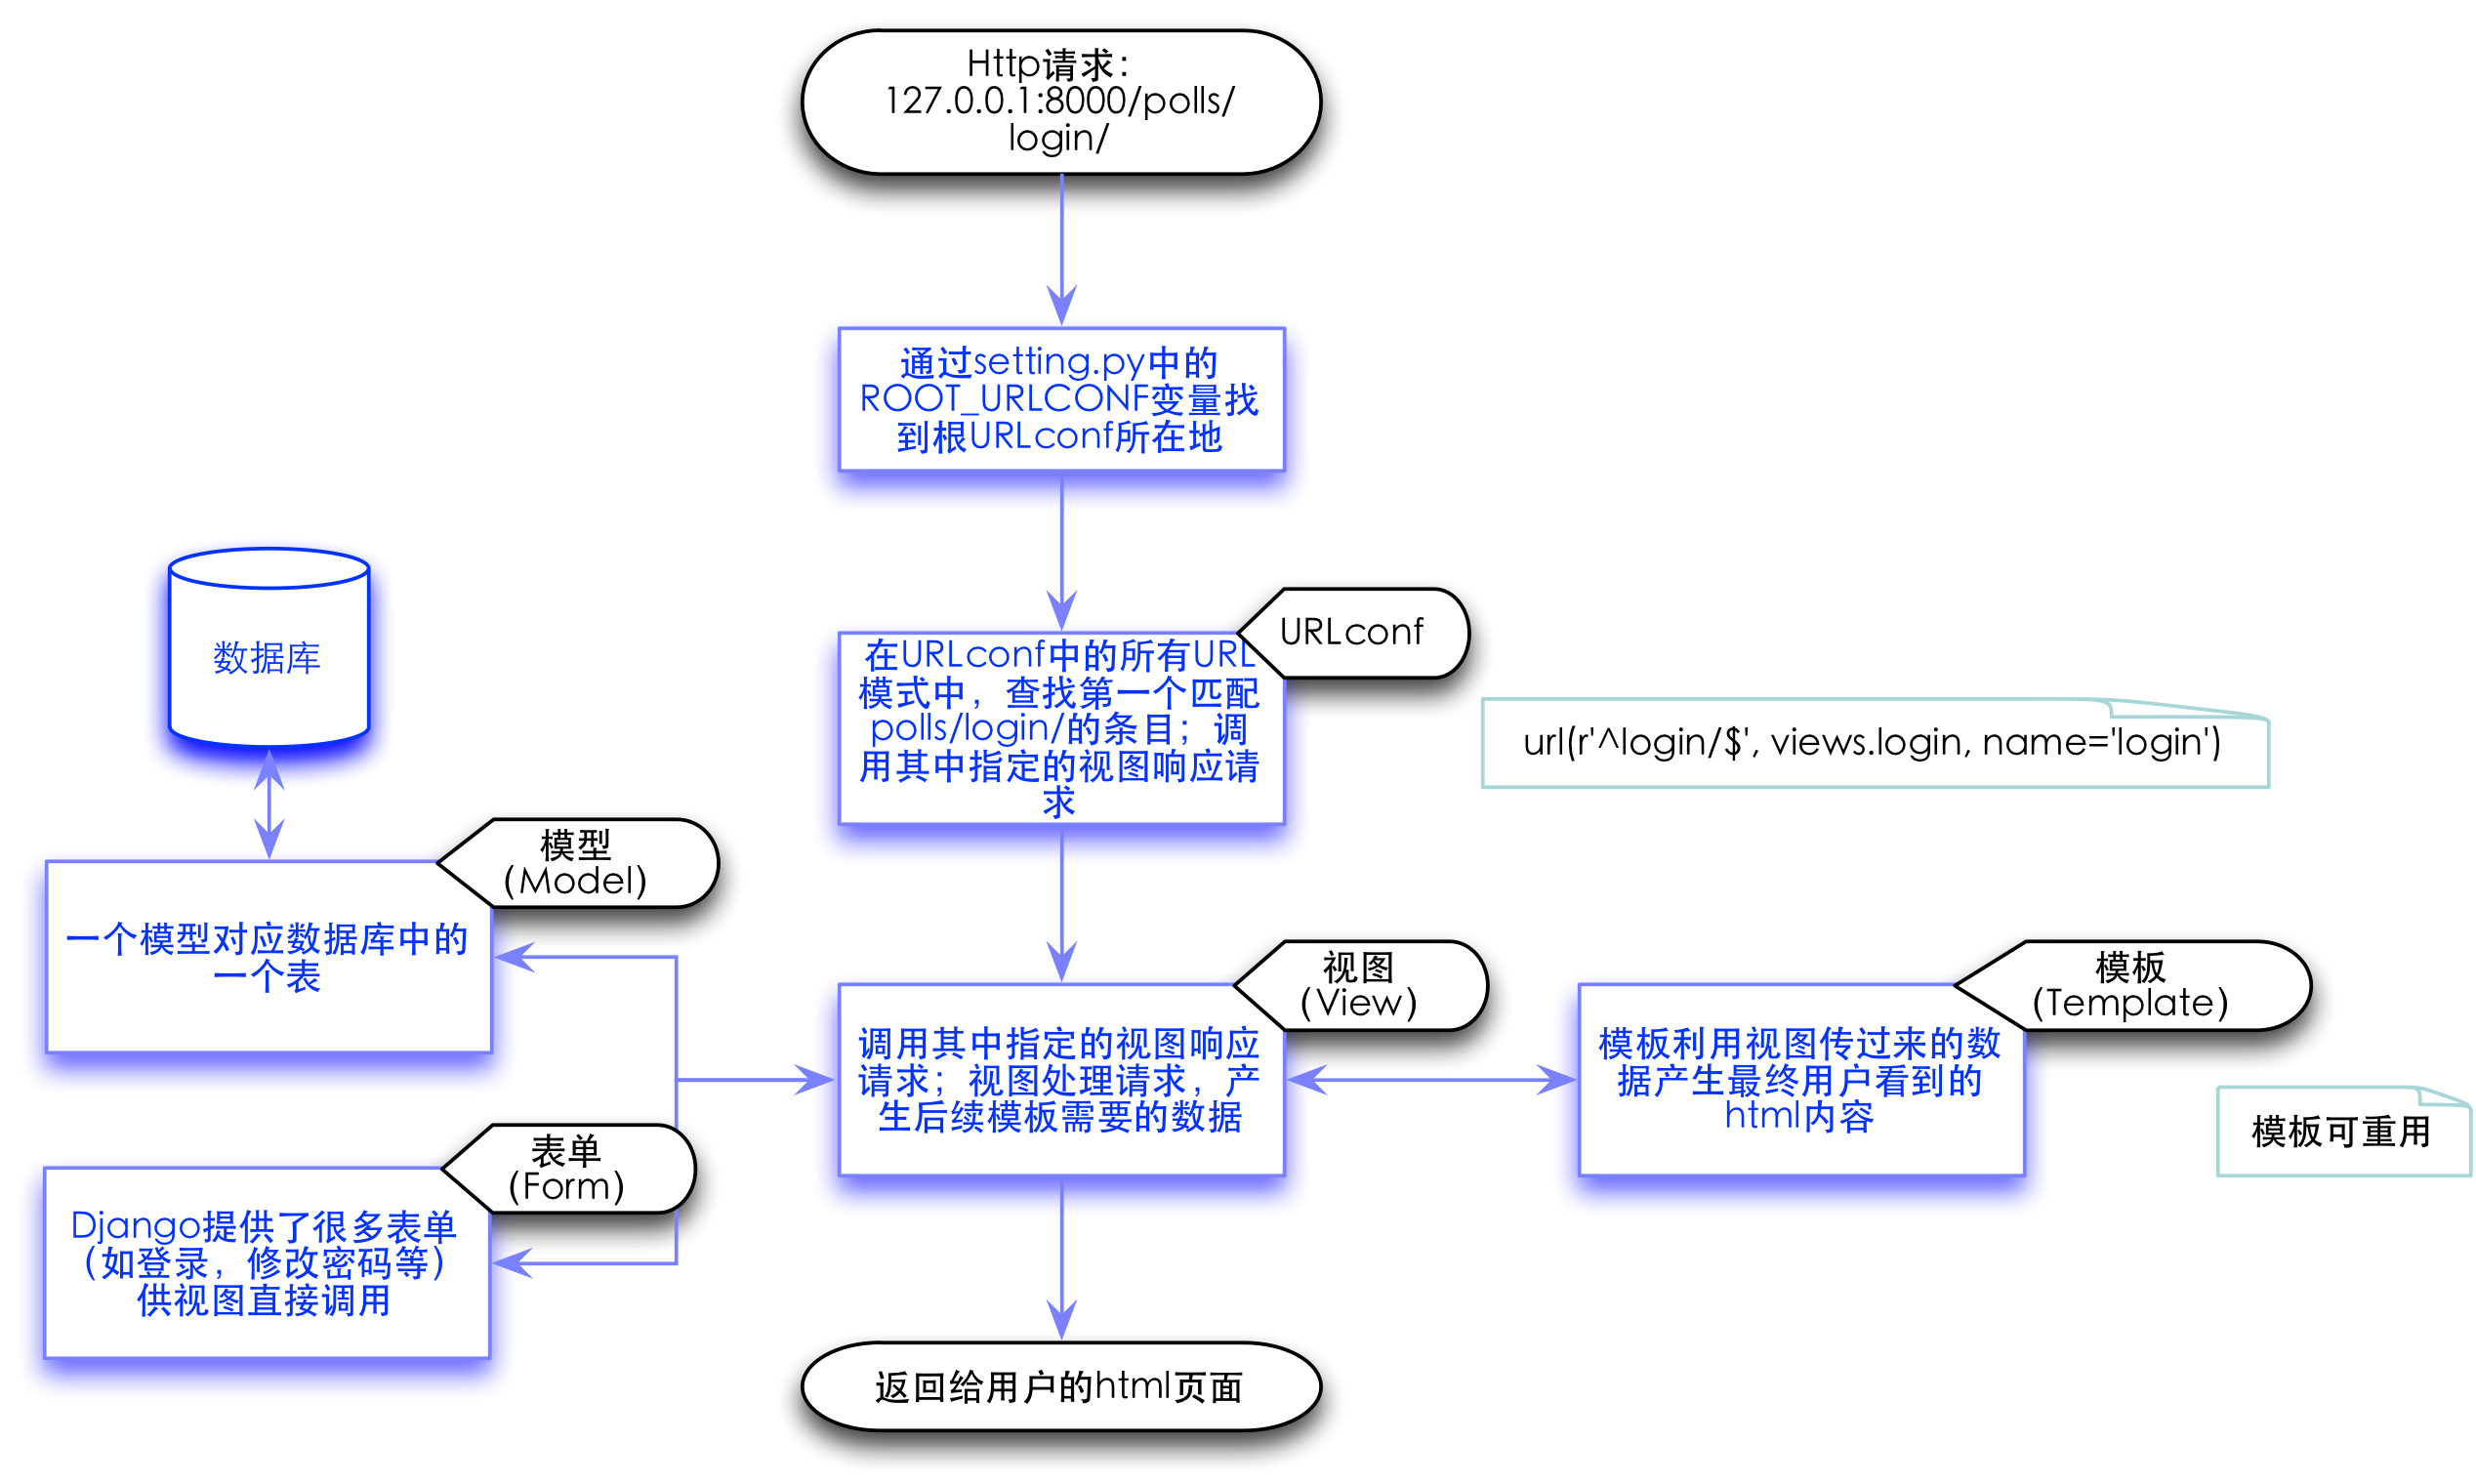 Http请求：
127.0.0.1:8000/polls/
login/
通过setting.py中的
ROOT_URLCONF变量找
到根URLconf所在地
URLconf
在URLconf中的所有URL
模式中，查找第一个匹配
polls/login/的条目；调
用其中指定的视图响应请
求
url(r'^login/$', views.login, name='login')
数据库
模型
(Model)
一个模型对应数据库中的
一个表
视图
(View)
调用其中指定的视图响应
请求；视图处理请求，产
生后续模板需要的数据
模板
(Template)
模板利用视图传过来的数
据产生最终用户看到的
html内容
模板可重用
表单
(Form)
Django提供了很多表单
（如登录，修改密码等）
供视图直接调用
返回给用户的html页面